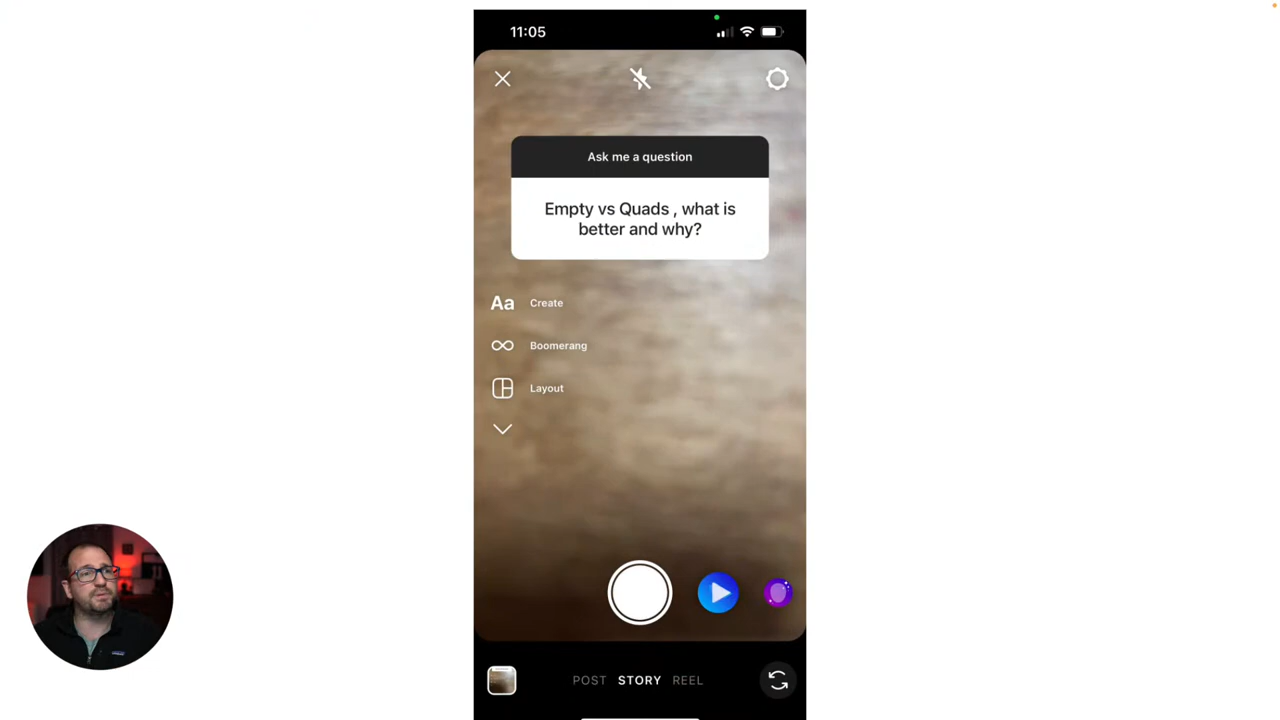 11:05
Ask me a question
Empty vs Quads , what is
better and why?
Aa Create
Boomerang
Layout
POST STORY REEL